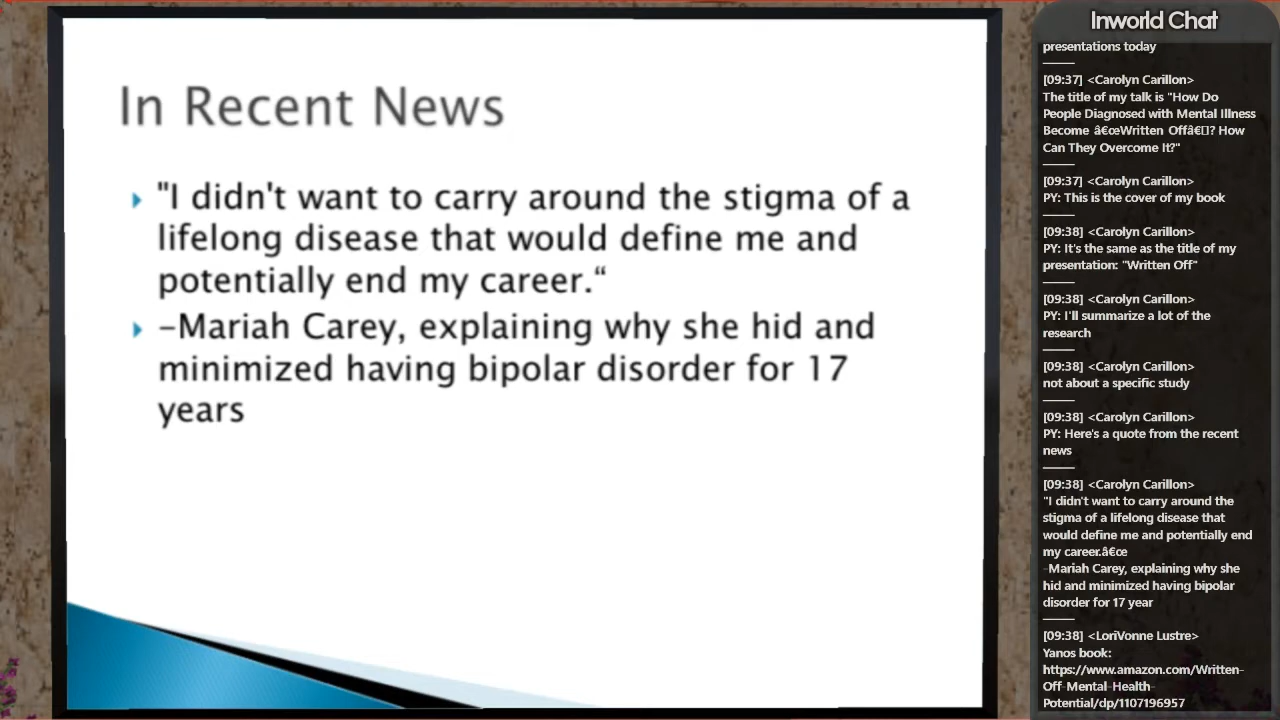 In Recent News
"I didn't want to carry around the stigma of a
lifelong disease that would define me and
potentially end my career.“
–Mariah Carey, explaining why she hid and
minimized having bipolar disorder for 17
years
Inworld Chat
presentations today
[09:37] <Carolyn Carillon>
The title of my talk is "How Do
People Diagnosed with Mental Illness
Become â€œWritten Offâ€? How
Can They Overcome It?"
[09:37] <Carolyn Carillon>
PY: This is the cover of my book
[09:38] <Carolyn Carillon>
PY: It's the same as the title of my
presentation: "Written Off"
[09:38] <Carolyn Carillon>
PY: I'll summarize a lot of the
research
[09:38] <Carolyn Carillon>
not about a specific study
[09:38] <Carolyn Carillon>
PY: Here's a quote from the recent
news
[09:38] <Carolyn Carillon>
"I didn't want to carry around the
stigma of a lifelong disease that
would define me and potentially end
my career.â€œ
-Mariah Carey, explaining why she
hid and minimized having bipolar
disorder for 17 year
[09:38] <LoriVonne Lustre>
Yanos book:
https://www.amazon.com/Written-
Off-Mental-Health-
Potential/dp/1107196957